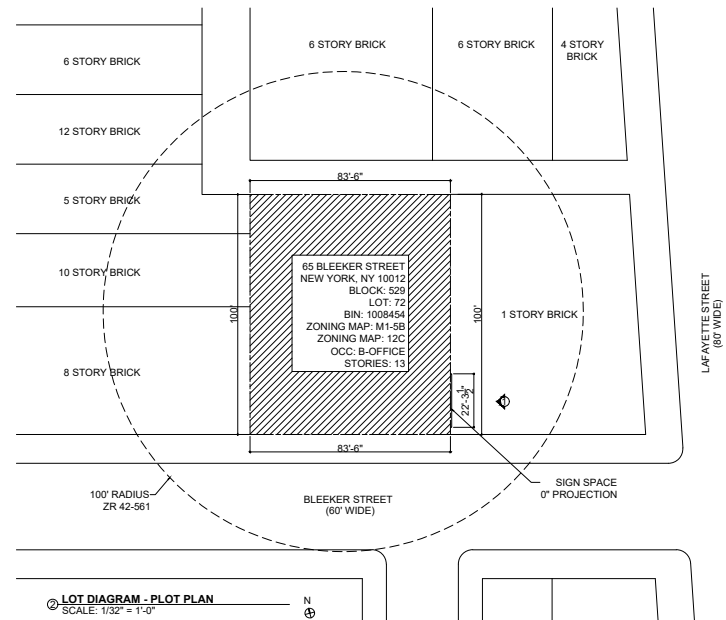 6 STORY BRICK
6 STORY BRICK
4 STORY
BRICK
6 STORY BRICK
12 STORY BRICK
5 STORY BRICK
10 STORY BRICK
8 STORY BRICK
83'-6"
100'
65 BLEEKER STREET
NEW YORK, NY 10012
BLOCK: 529
LOT: 72
BIN: 1008454
ZONING MAP: M1-5B
ZONING MAP: 12C
OCC: B-OFFICE
STORIES: 13
100'
1 STORY BRICK
22'-3 1/2"
LAFAYETTE STREET
(80' WIDE)
83'-6"
SIGN SPACE
0" PROJECTION
100' RADIUS
ZR 42-561
BLEEKER STREET
(60' WIDE)
2 LOT DIAGRAM - PLOT PLAN
SCALE: 1/32" = 1'-0"
N